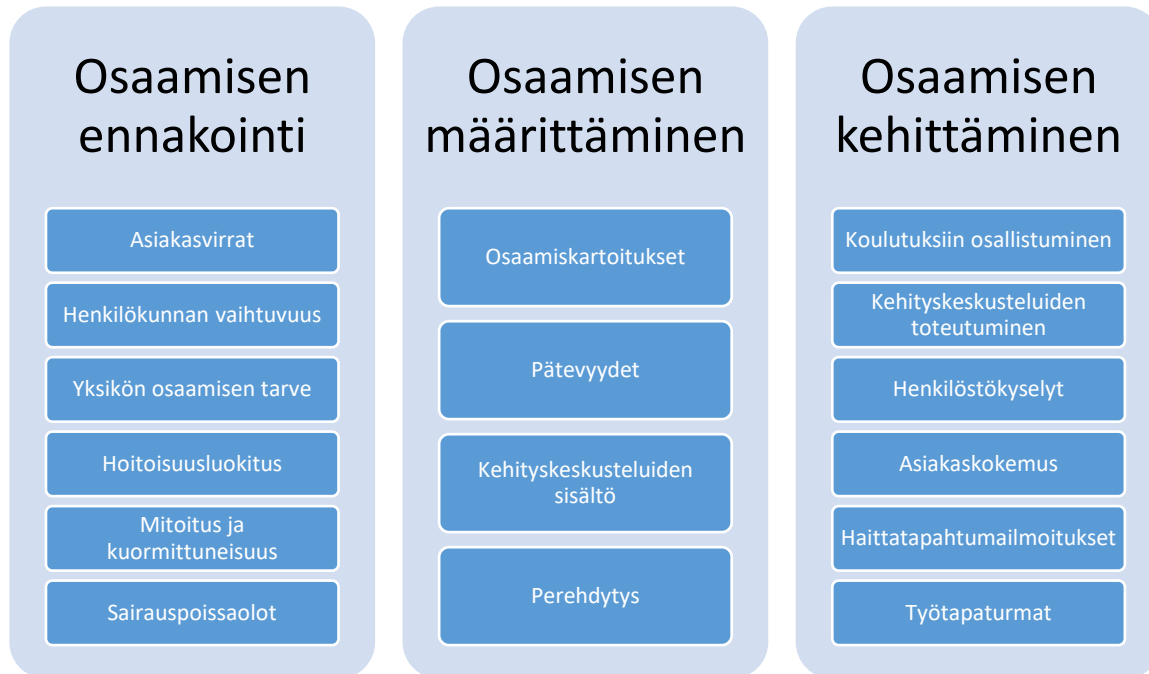 Osaamisen
ennakointi
Asiakasvirrat
Henkilökunnan vaihtuvuus
Yksikön osaamisen tarve
Hoitoisuusluokitus
Mitoitus ja
kuormittuneisuus
Sairauspoissaolot
Osaamisen
määrittäminen
Osaamiskartoitukset
Pätevyydet
Kehityskeskusteluiden
sisältö
Perehdytys
Osaamisen
kehittäminen
Koulutuksiin osallistuminen
Kehityskeskusteluiden
toteutuminen
Henkilöstökyselyt
Asiakaskokemus
Haittatapahtumailmoitukset
Työtapaturmat